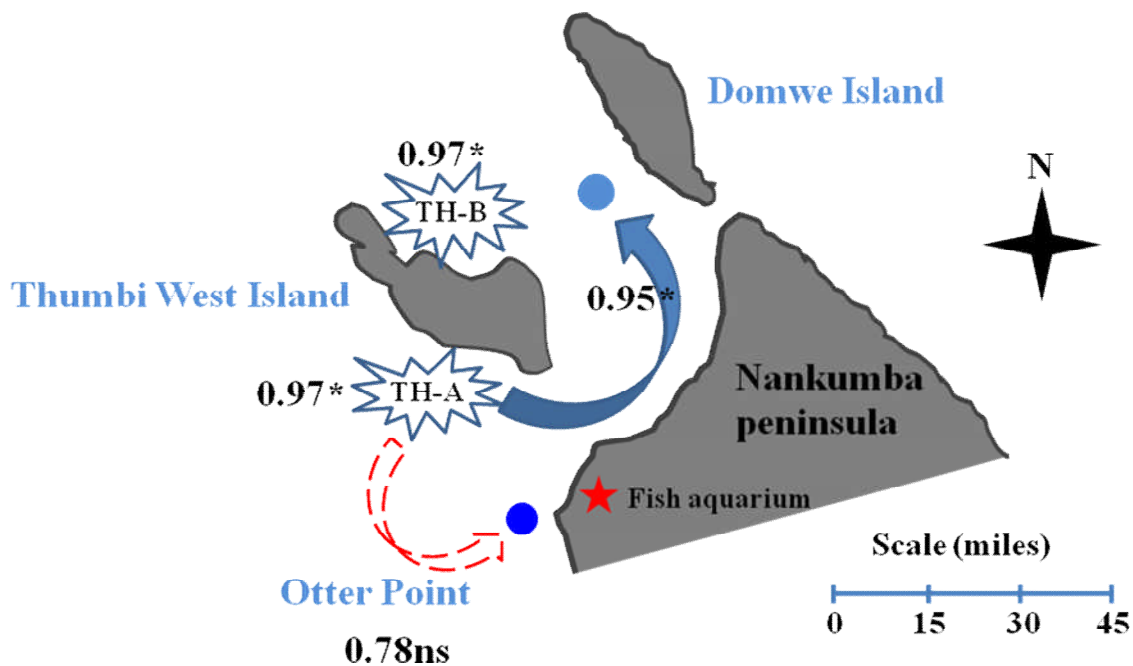 Domwe Island
0.97*
N
TH-B
Thumbi West Island
0.95*
0.97*
TH-A
Nankumba
peninsula
Fish aquarium
Scale (miles)
Otter Point
0 15 30 45
0.78ns